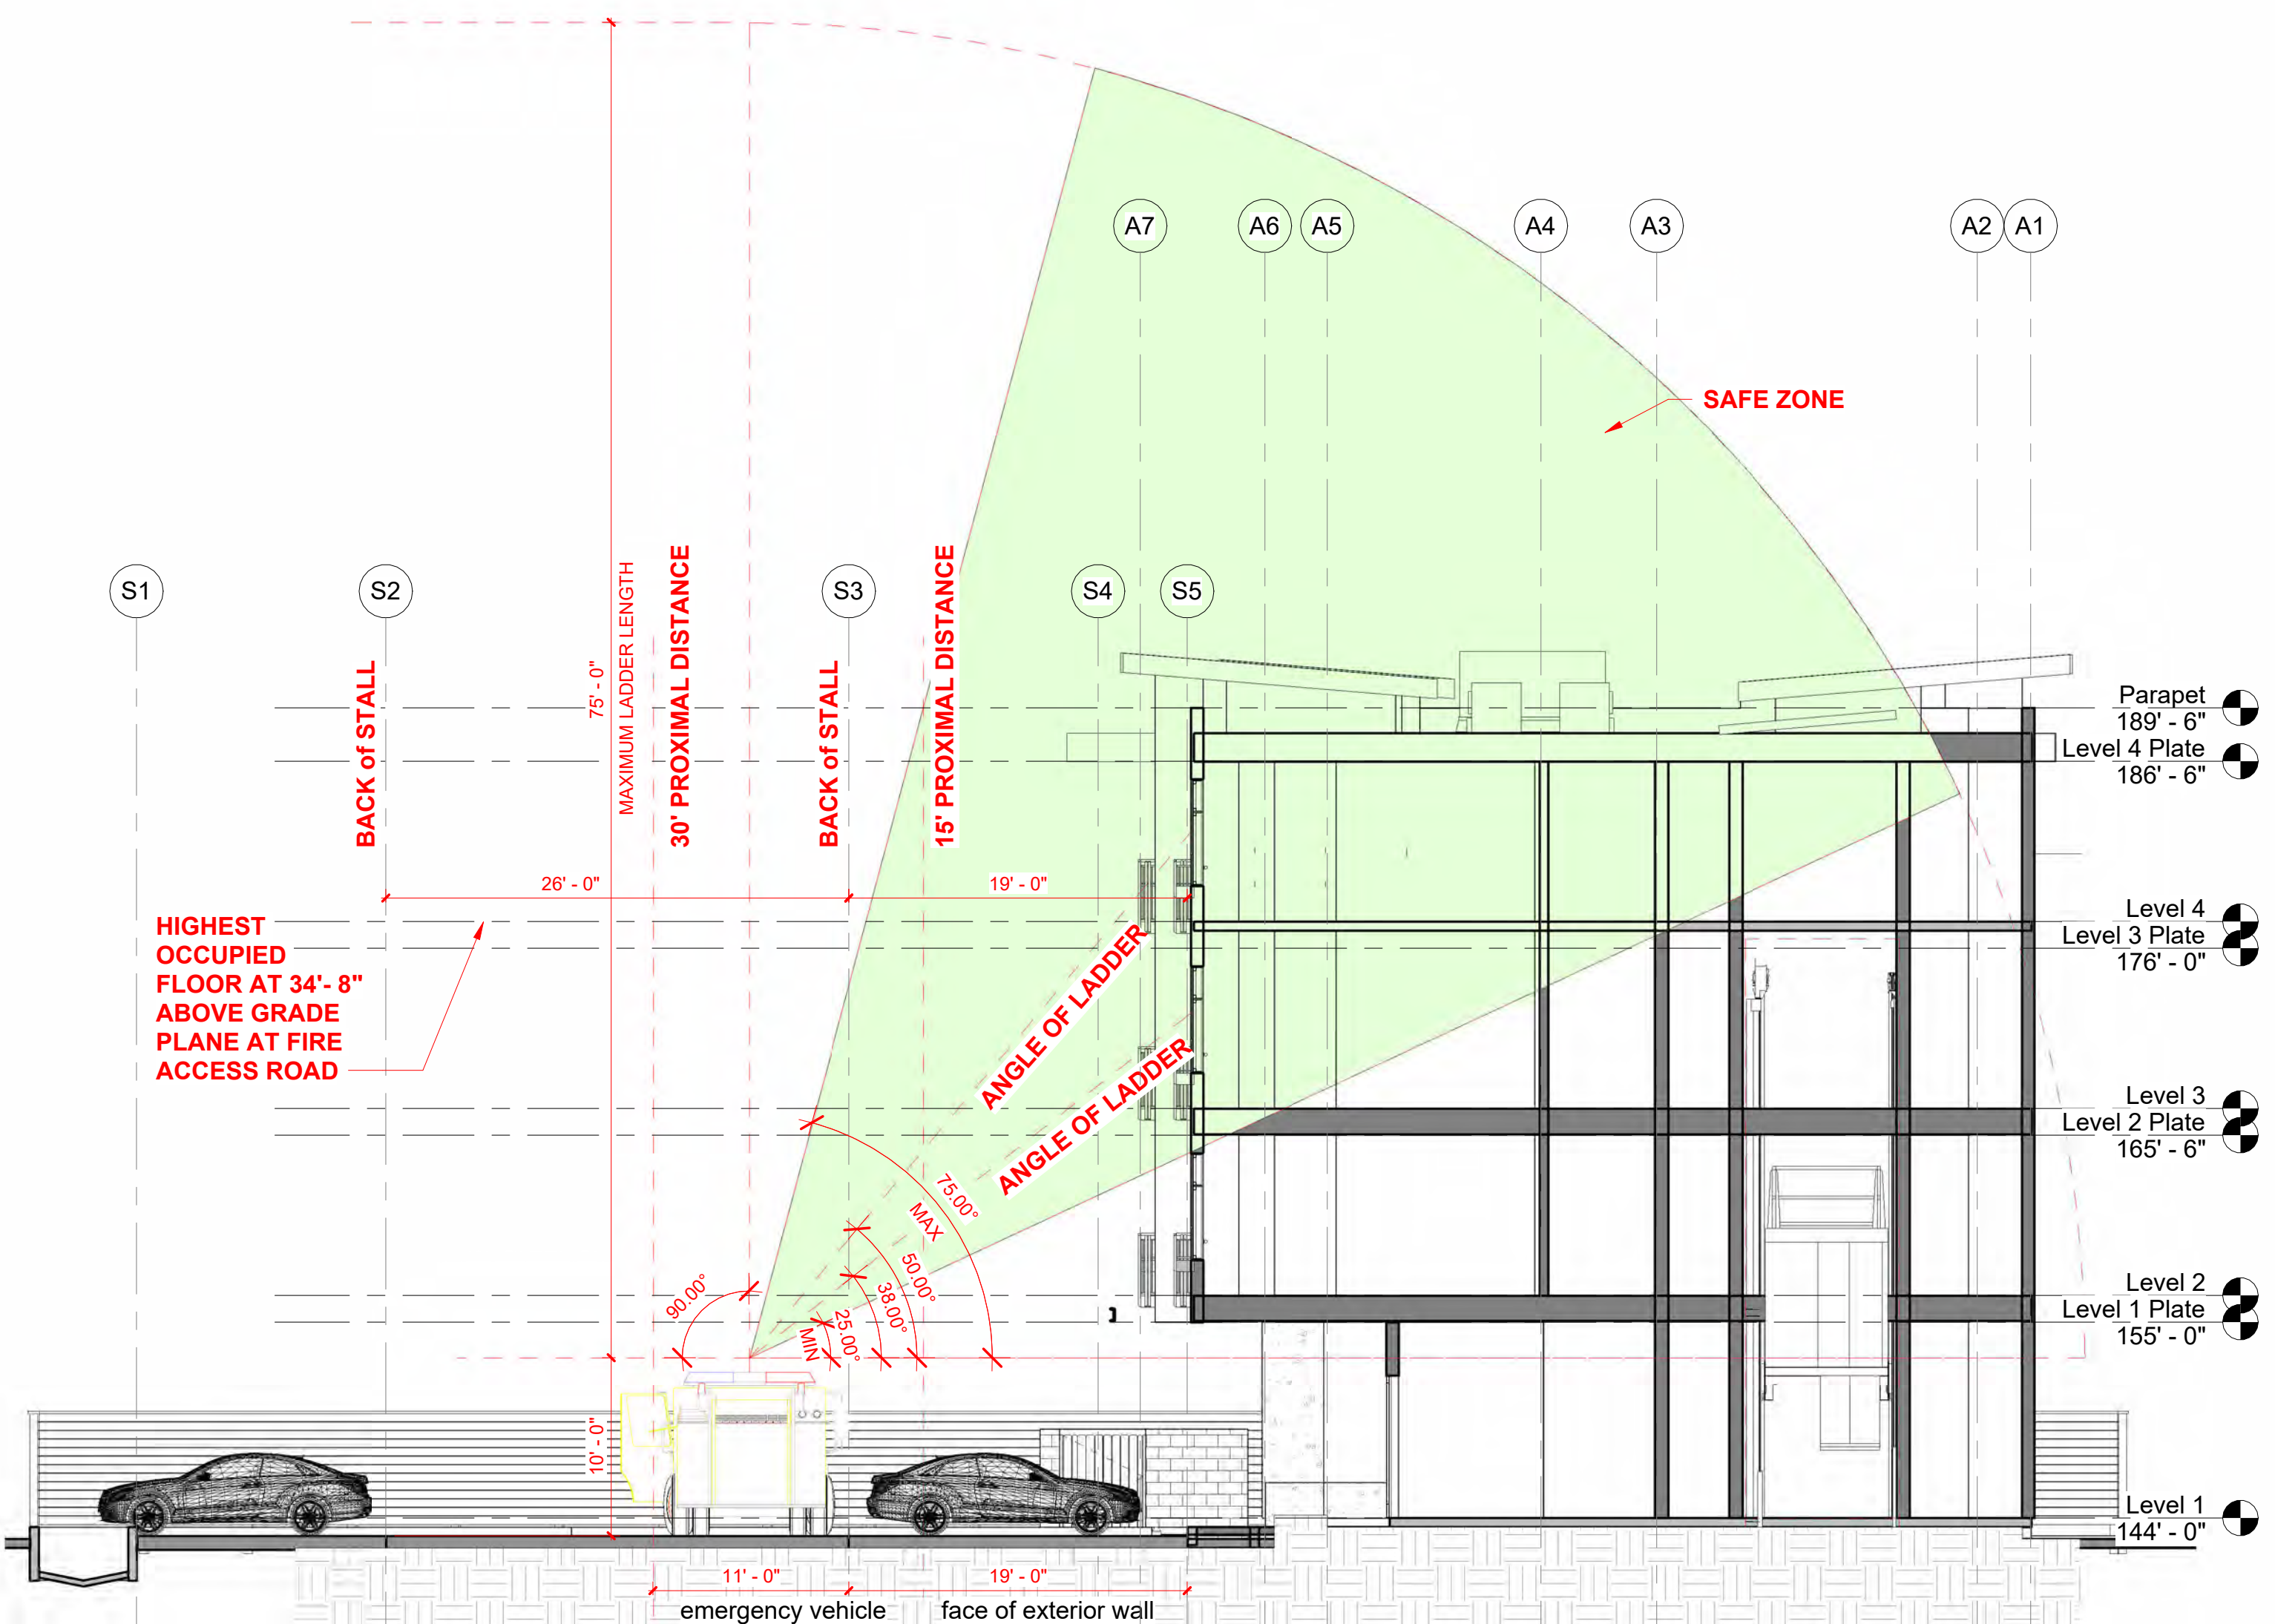 A7
A6
A5
A4
A3
A2
A1
SAFE ZONE
S1
S2
S3
S4
S5
BACK of STALL
75' - 0"
MAXIMUM LADDER LENGTH
30' PROXIMAL DISTANCE
BACK of STALL
15' PROXIMAL DISTANCE
Parapet
189' - 6"
Level 4 Plate
186' - 6"
26' - 0"
19' - 0"
HIGHEST
OCCUPIED
FLOOR AT 34'- 8"
ABOVE GRADE
PLANE AT FIRE
ACCESS ROAD
Level 4
Level 3 Plate
176' - 0"
ANGLE OF LADDER
ANGLE OF LADDER
Level 3
Level 2 Plate
165' - 6"
75.00°
MAX
50.00°
38.00°
25.00°
MIN
90.00°
Level 2
Level 1 Plate
155' - 0"
10' - 0"
Level 1
144' - 0"
11' - 0"
19' - 0"
emergency vehicle
face of exterior wall